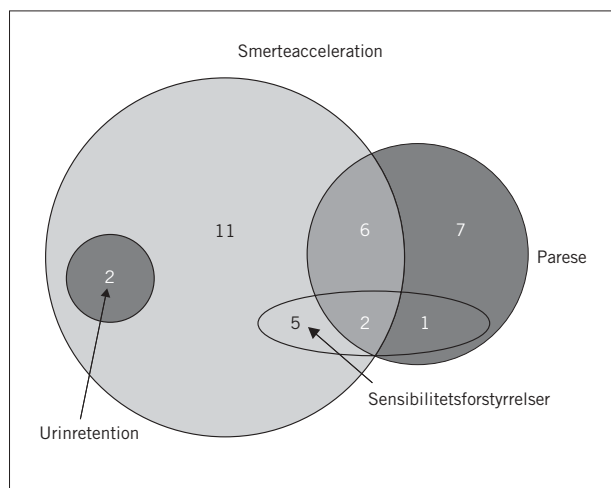 Smerteacceleration
11
6
7
2
Parese
5
2
1
Sensibilitetsforstyrrelser
Urinretention